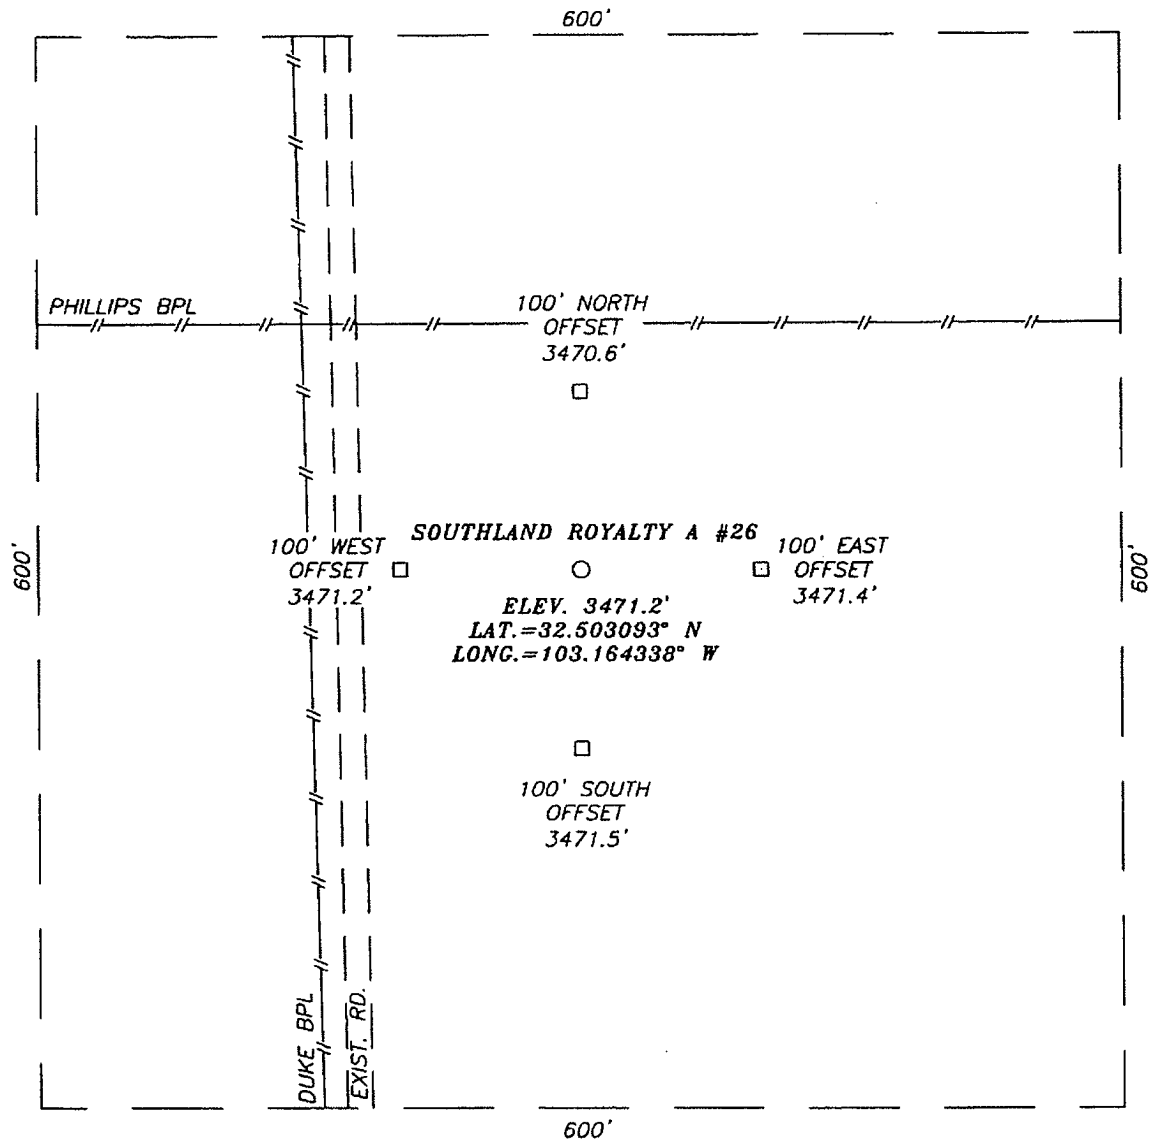 600'
PHILLIPS BPL
100' NORTH
OFFSET
3470.6'
SOUTHLAND ROYALTY A #26
600'
100' WEST
OFFSET
3471.2'
100' EAST
OFFSET
3471.4'
600'
ELEV. 3471.2'
LAT.=32.503093° N
LONG.=103.164338° W
100' SOUTH
OFFSET
3471.5'
DUKE BPL
EXIST. RD.
600'